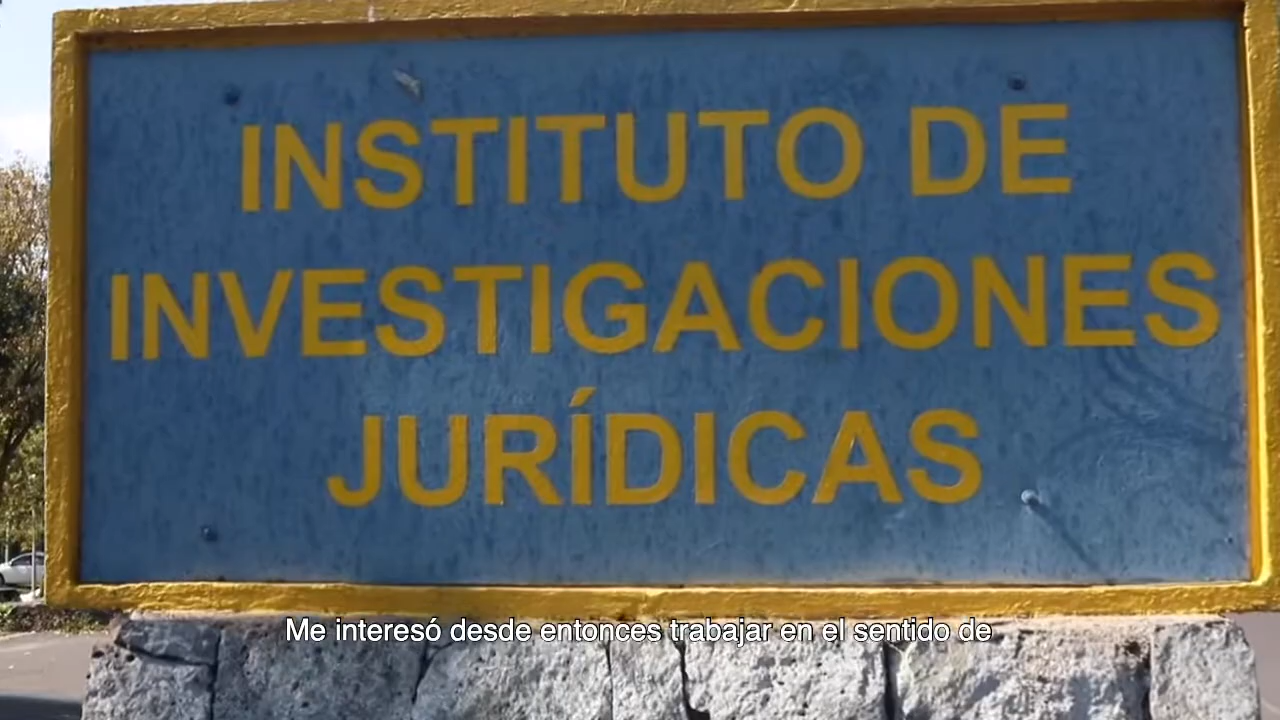 INSTITUTO DE
INVESTIGACIONES
JURÍDICAS
Me interesó desde entonces trabajar en el sentido de